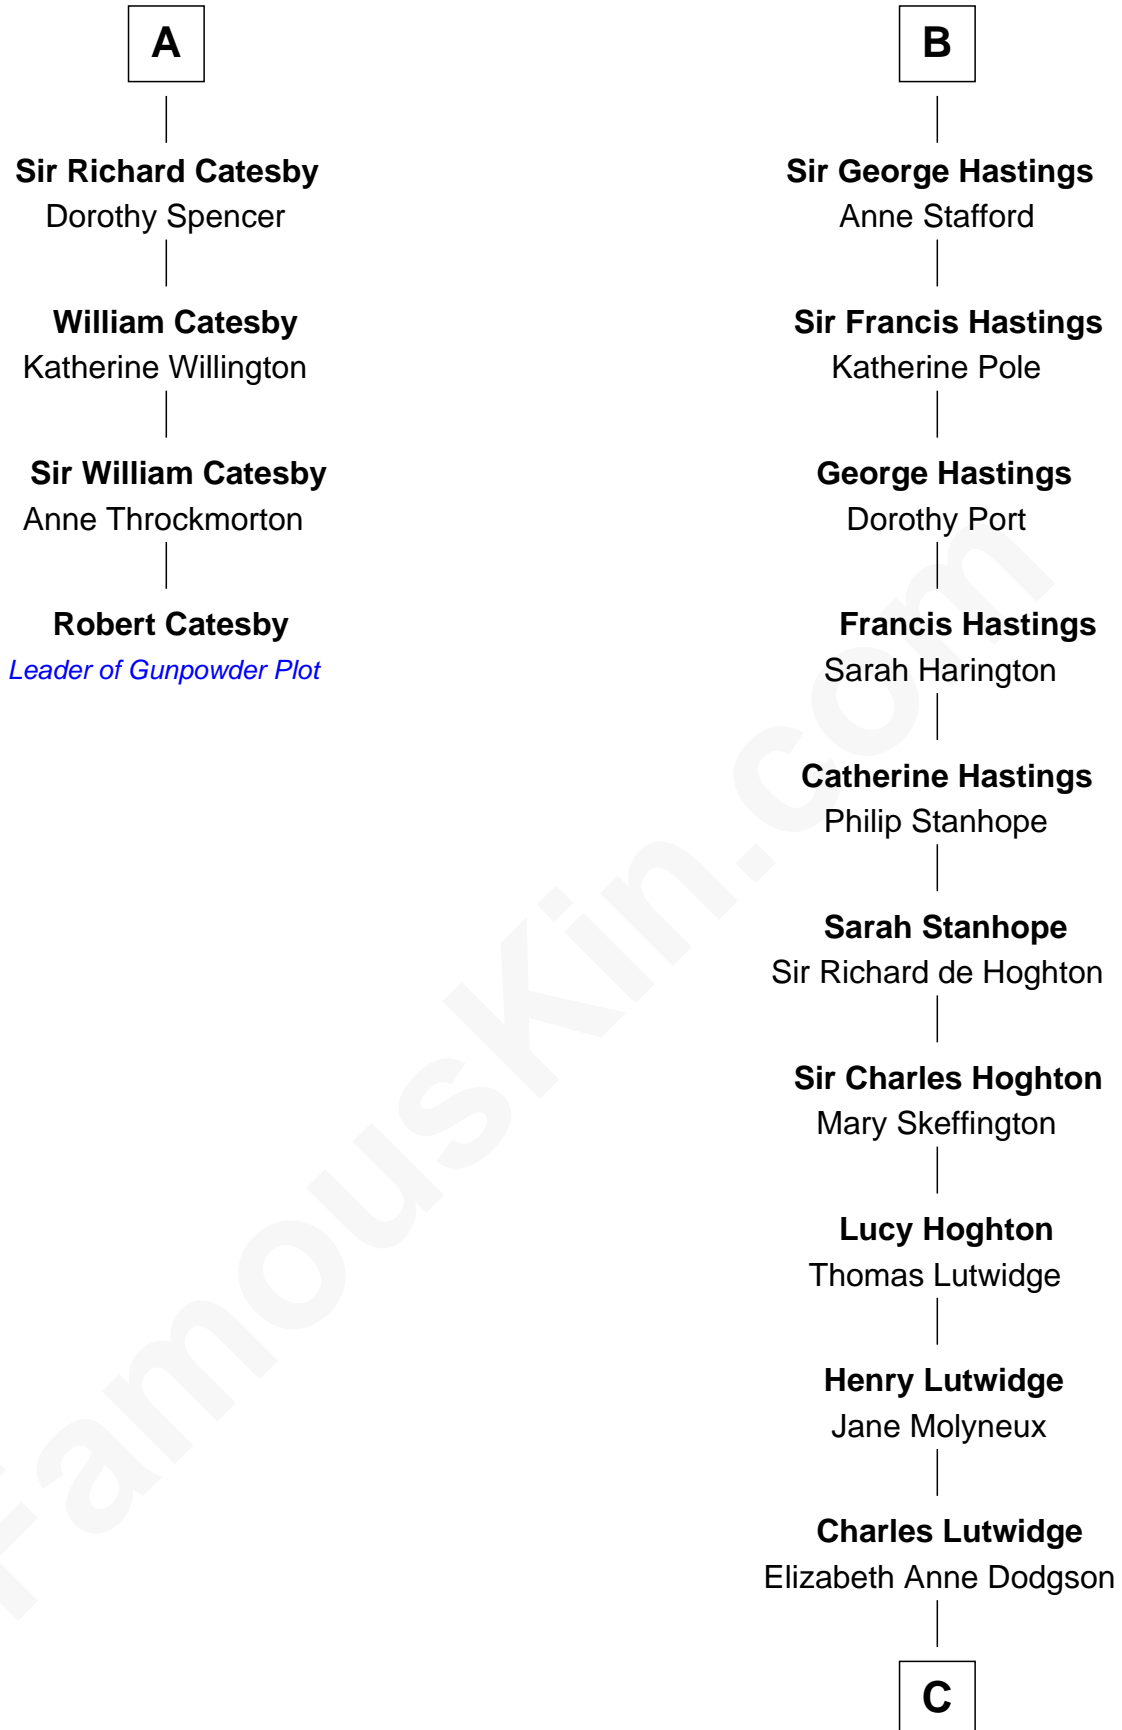 A
Sir Richard Catesby
Dorothy Spencer
William Catesby
Katherine Willington
Sir William Catesby
Anne Throckmorton
Robert Catesby
Leader of Gunpowder Plot
B
Sir George Hastings
Anne Stafford
Sir Francis Hastings
Katherine Pole
George Hastings
Dorothy Port
Francis Hastings
Sarah Harington
Catherine Hastings
Philip Stanhope
Sarah Stanhope
Sir Richard de Hoghton
Sir Charles Hoghton
Mary Skeffington
Lucy Hoghton
Thomas Lutwidge
Henry Lutwidge
Jane Molyneux
Charles Lutwidge
Elizabeth Anne Dodgson
C
FamousKin.com